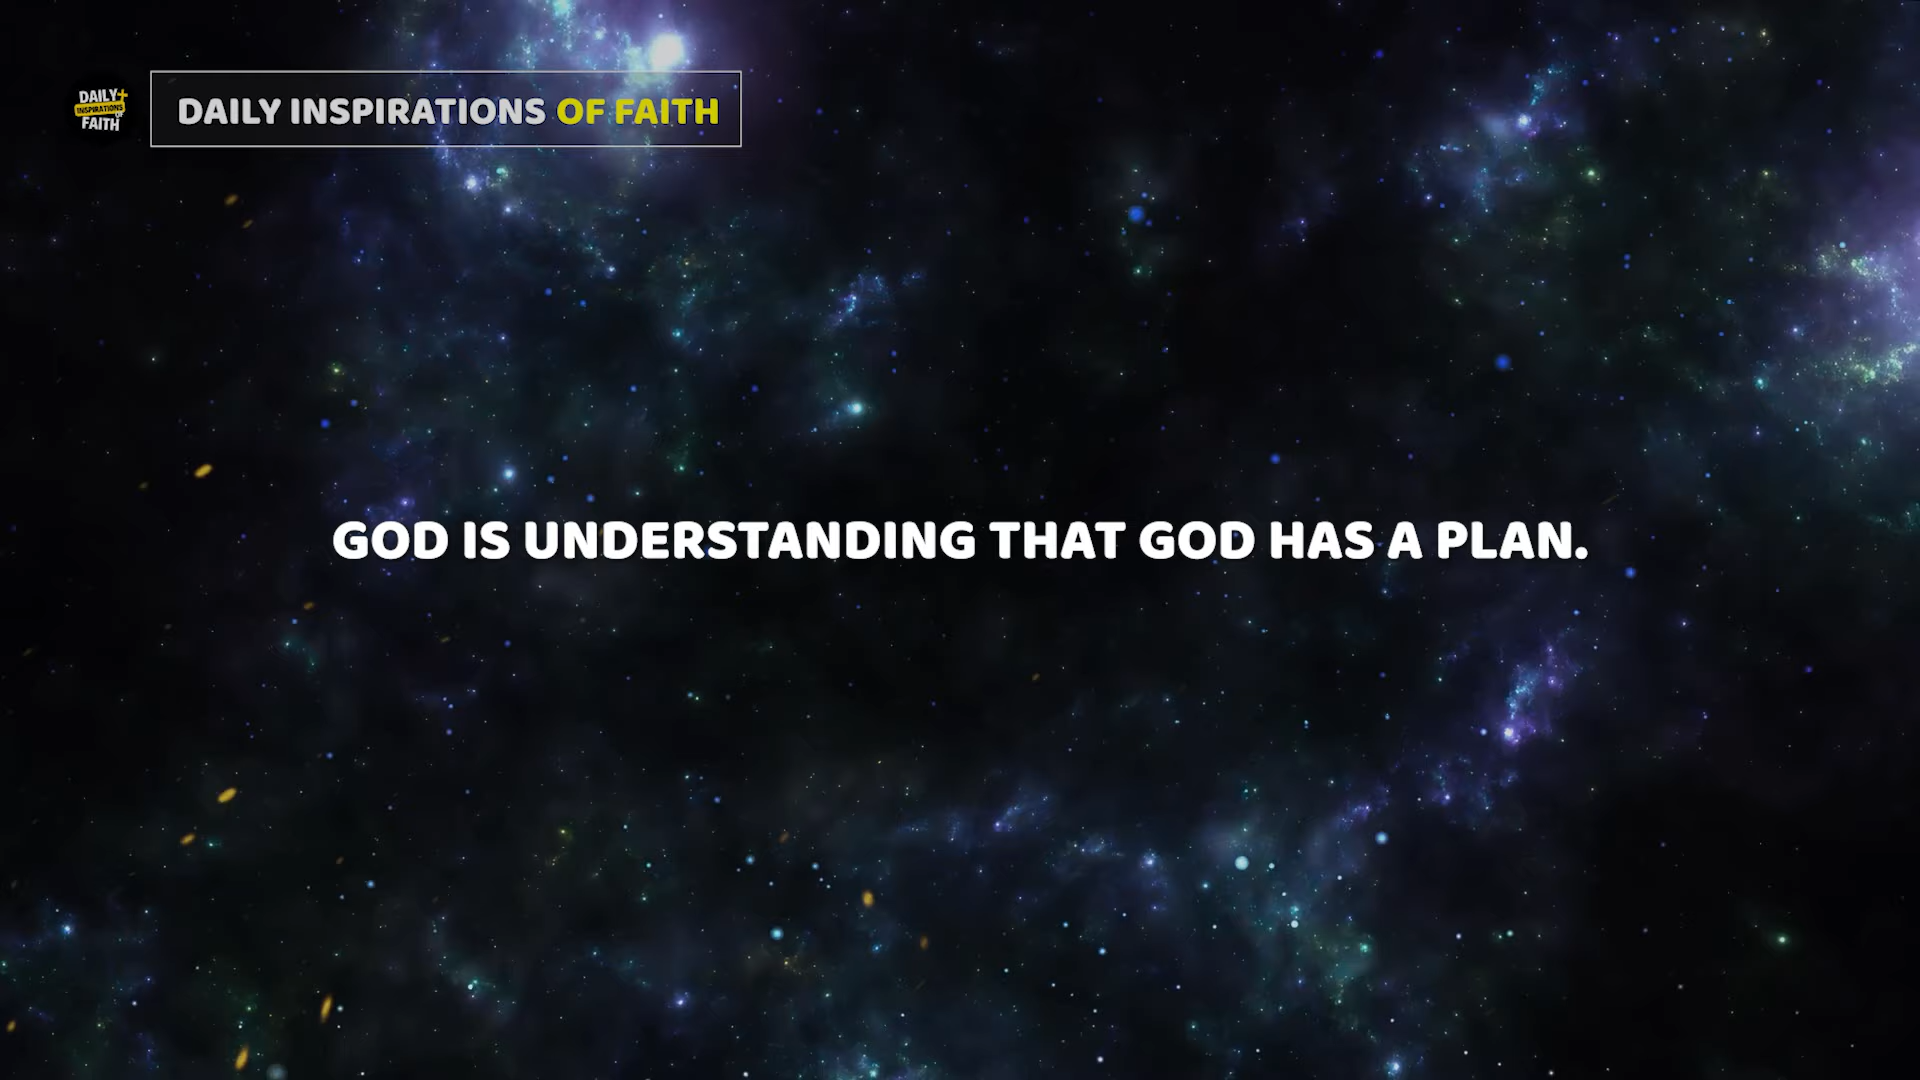 DAILY
INSPIRATIONS
OF
FAITH
DAILY INSPIRATIONS OF FAITH
GOD IS UNDERSTANDING THAT GOD HAS A PLAN.